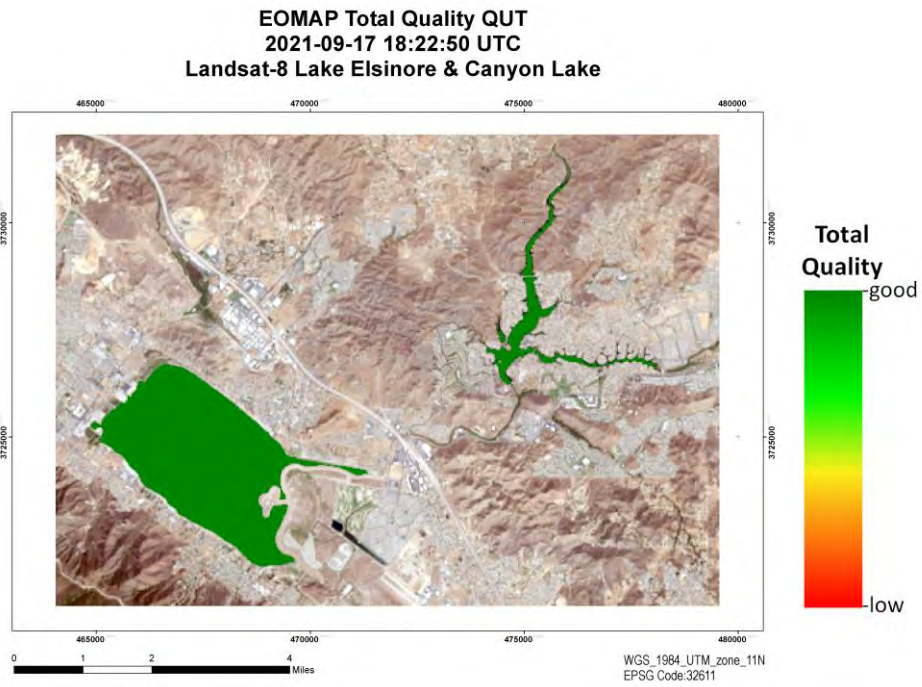 EOMAP Total Quality QUT
2021-09-17 18:22:50 UTC
Landsat-8 Lake Elsinore & Canyon Lake
465000 470000 475000 480000
3730000 3730000
3725000 3725000
465000 470000 475000 480000
Total
Quality
good
low
0 1 2 4
Miles
WGS_1984_UTM_zone_11N
EPSG Code:32611